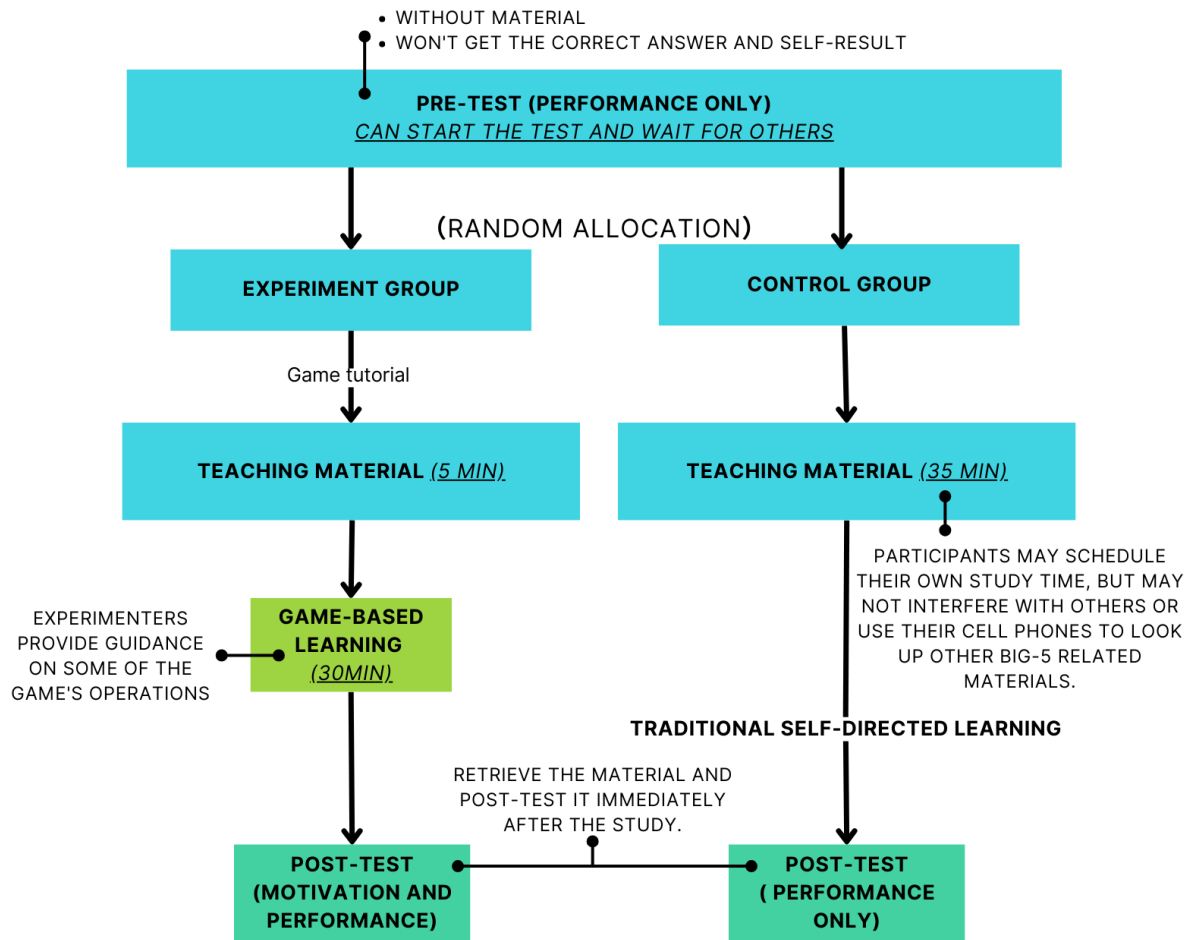 • WITHOUT MATERIAL
• WON'T GET THE CORRECT ANSWER AND SELF-RESULT
PRE-TEST (PERFORMANCE ONLY)
CAN START THE TEST AND WAIT FOR OTHERS
(RANDOM ALLOCATION)
EXPERIMENT GROUP
CONTROL GROUP
Game tutorial
TEACHING MATERIAL (5 MIN)
TEACHING MATERIAL (35 MIN)
PARTICIPANTS MAY SCHEDULE
THEIR OWN STUDY TIME, BUT MAY
NOT INTERFERE WITH OTHERS OR
USE THEIR CELL PHONES TO LOOK
UP OTHER BIG-5 RELATED
MATERIALS.
EXPERIMENTERS
PROVIDE GUIDANCE
ON SOME OF THE
GAME'S OPERATIONS
GAME-BASED
LEARNING
(30MIN)
TRADITIONAL SELF-DIRECTED LEARNING
RETRIEVE THE MATERIAL AND
POST-TEST IT IMMEDIATELY
AFTER THE STUDY.
POST-TEST
(MOTIVATION AND
PERFORMANCE)
POST-TEST
( PERFORMANCE
ONLY)